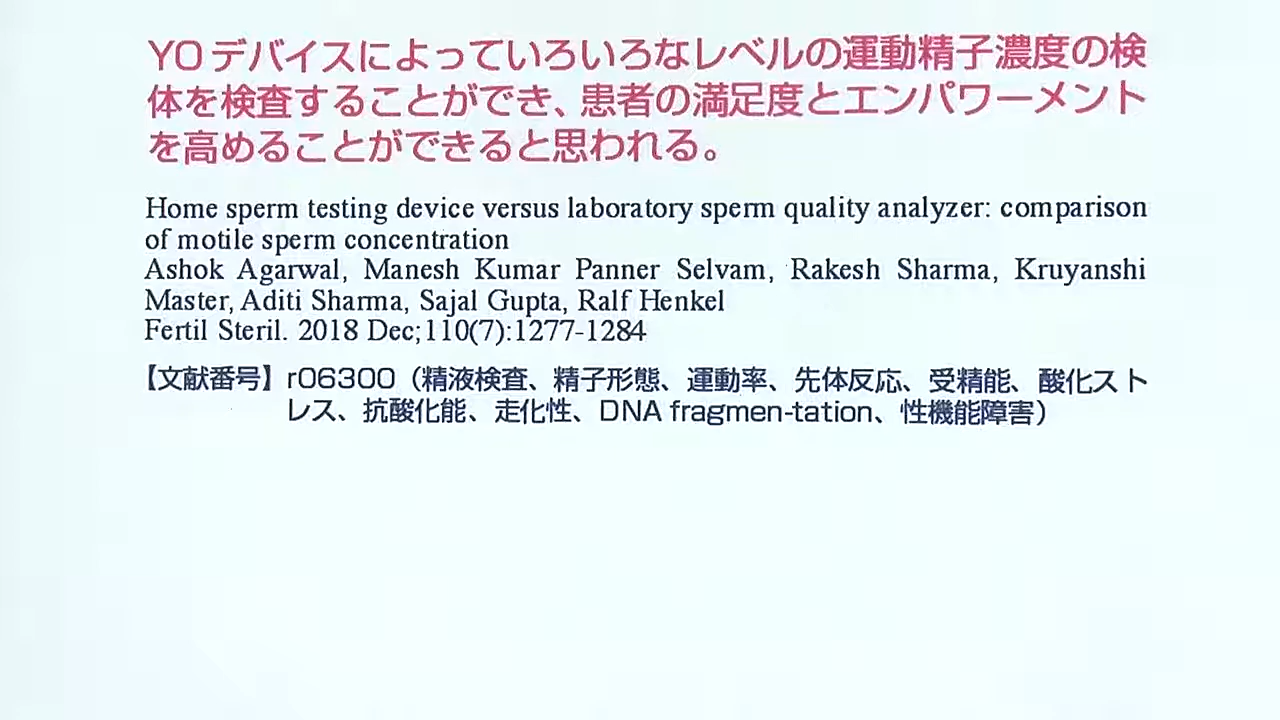 YOデバイスによっていろいろなレベルの運動精子濃度の検
体を検査することができ、患者の満足度とエンパワーメント
を高めることができると思われる。
Home sperm testing device versus laboratory sperm quality analyzer: comparison
of motile sperm concentration
Ashok Agarwal, Manesh Kumar Panner Selvam, Rakesh Sharma, Kruyanshi
Master, Aditi Sharma, Sajal Gupta, Ralf Henkel
Fertil Steril. 2018 Dec;110(7):1277-1284
【文献番号】r06300（精液検査、精子形態、運動率、先体反応、受精能、酸化スト
レス、抗酸化能、走化性、DNA fragmen-tation、性機能障害）